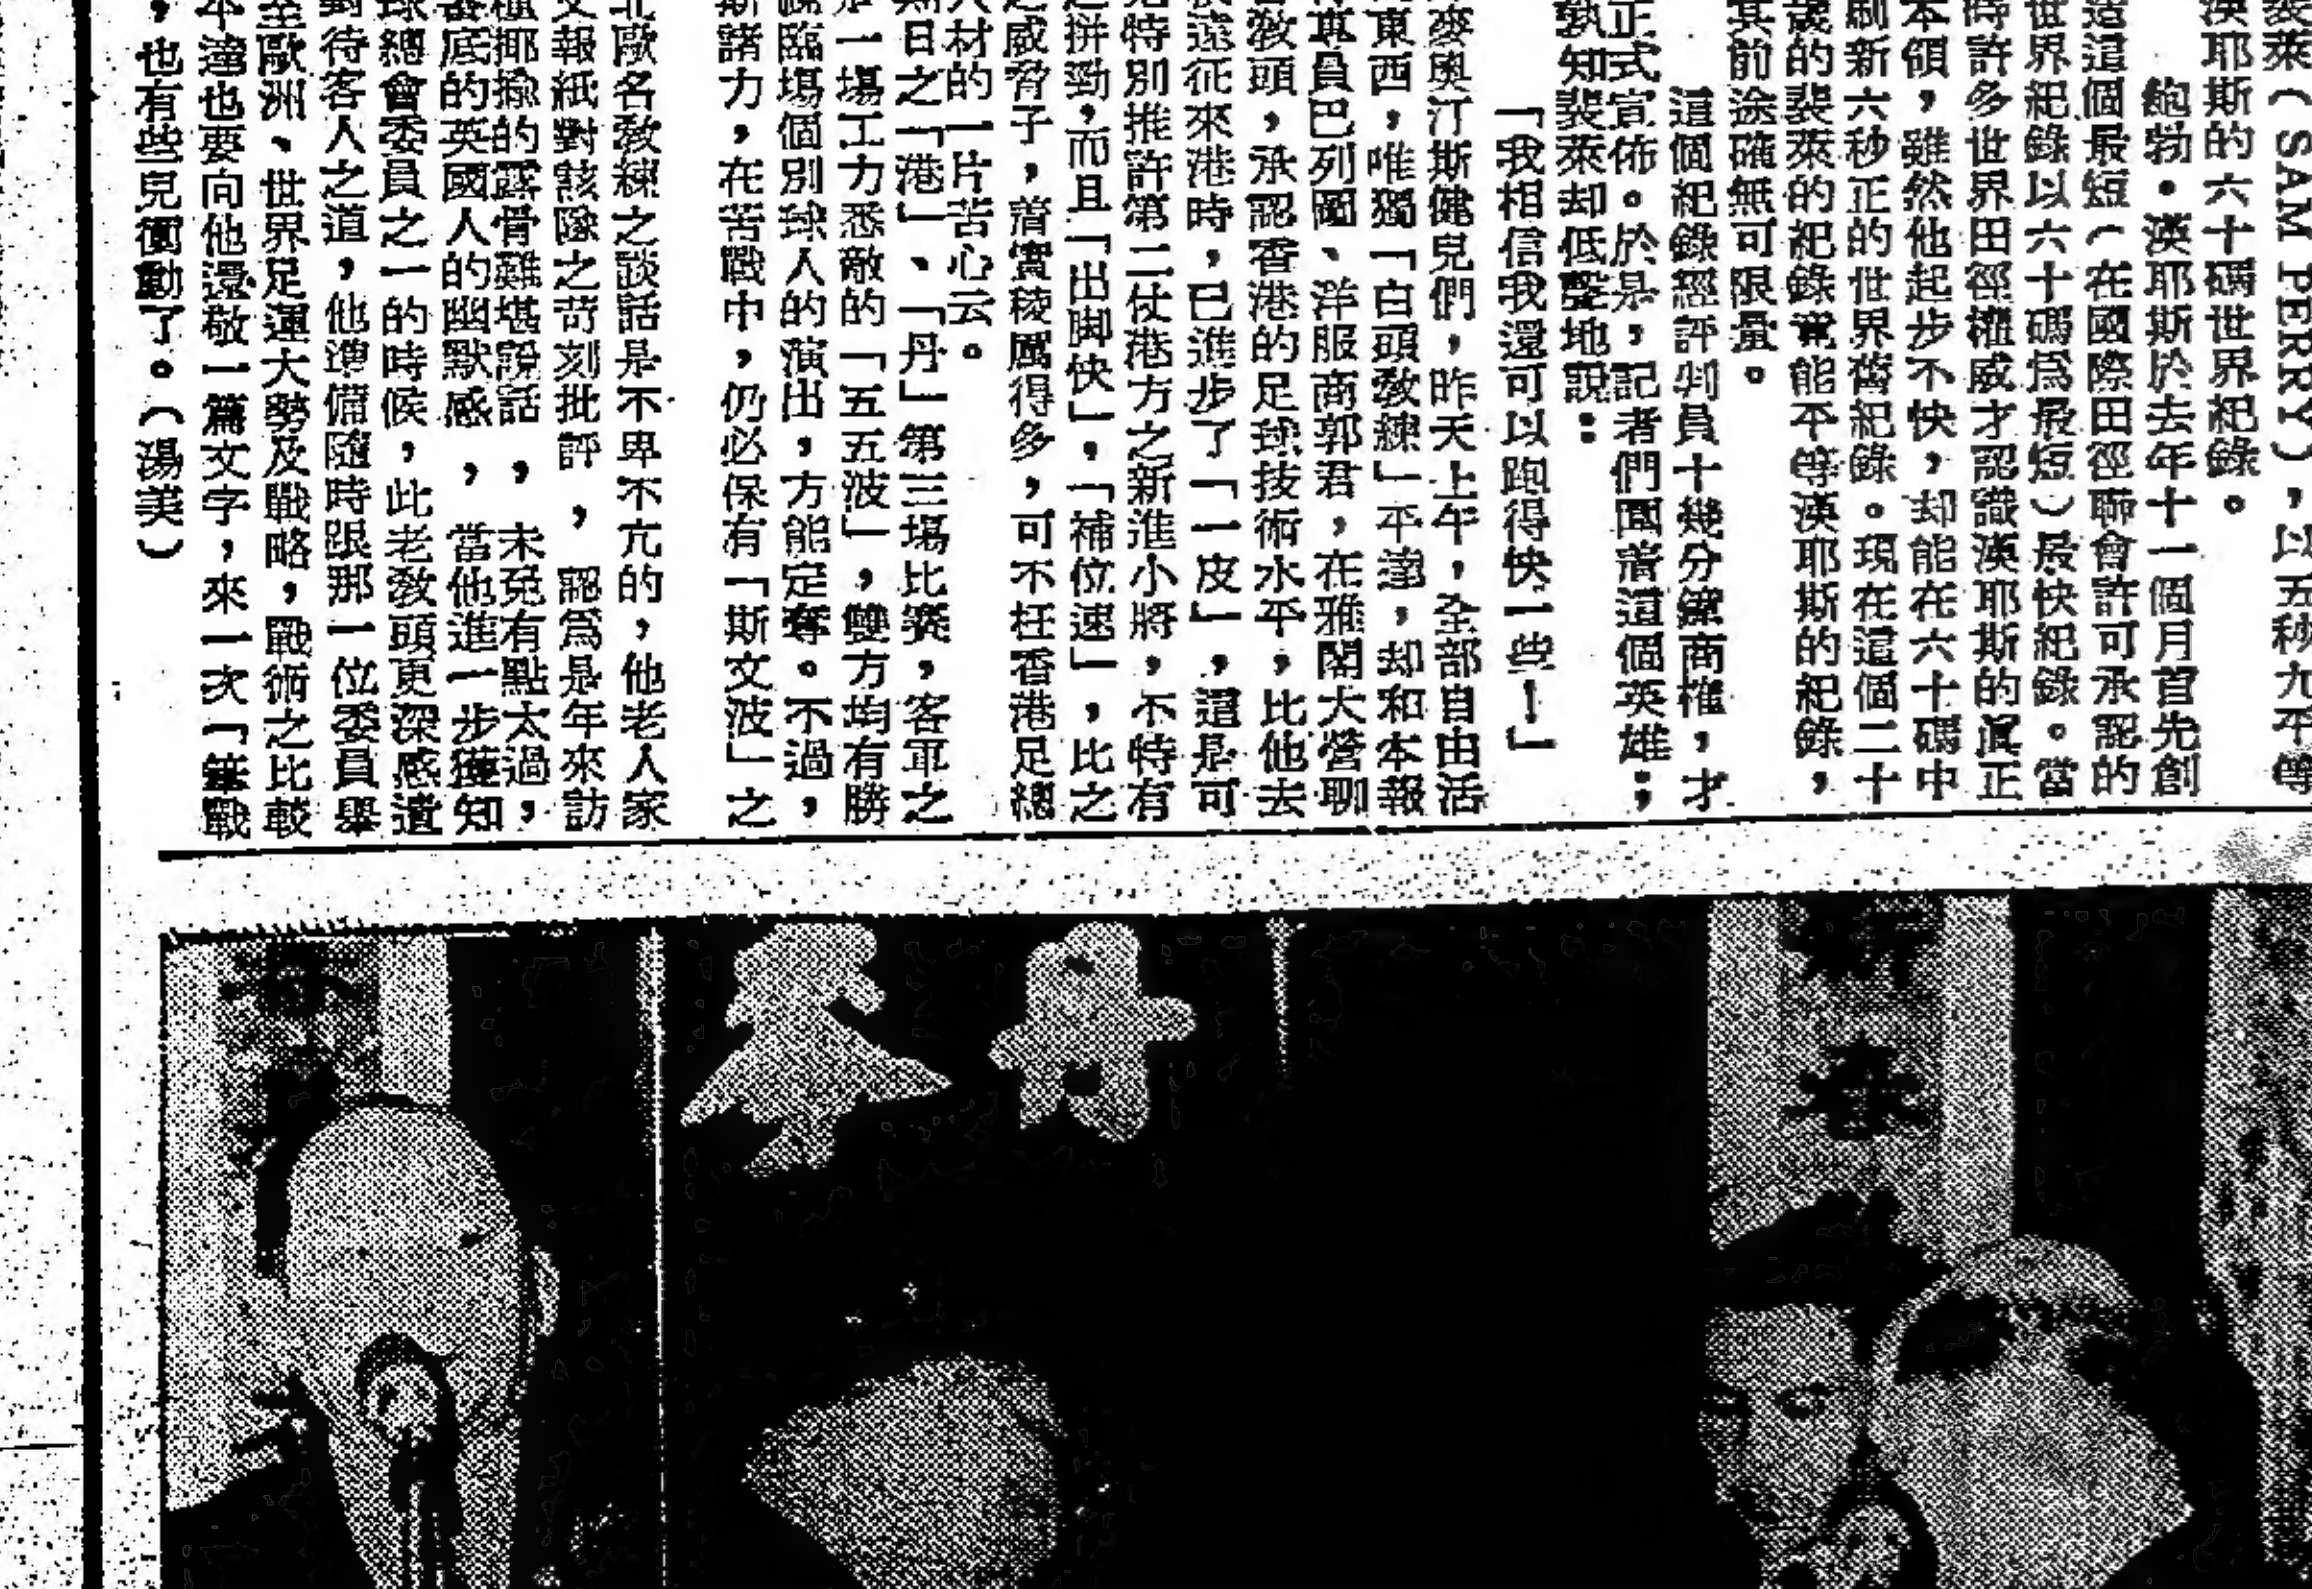 裴萊（SAM PERRY），以五秒九平等
漢耶斯的六十碼世界紀錄。
鮑勃・漢耶斯於去年十一個月首先創
造這個最短（在國際田徑聯會許可承認的
世界紀錄以六十碼爲最短）最快紀錄。當
時許多世界田徑權威才認識漢耶斯的眞正
本領，雖然他起步不快，却能在六十碼中
刷新六秒正的世界舊紀錄。現在這個二十
歲的裴萊的紀錄竟能平等漢耶斯的紀錄，
其前途確無可限量。
這個紀錄經評判員十幾分鐘商榷，才
正式宣佈。於是，記者們圍着這個英雄；
孰知裴萊却低聲地說：
「我相信我還可以跑得快一些！」
麥奧汀斯健兒們，昨天上午，全部自由活
東西，唯獨「白頭教練」平達，却和本報
專員巴列圖、洋服商郭君，在雅閣大營聊
教頭，承認香港的足球技術水平，比他去
遠征來港時，已進步了「一皮」，這是可
特別推許第二仗港方之新進小將，不特有
拼勁，而且「出脚快」，「補位速」，比之
威脅子，着實稜厲得多，可不枉香港足總
人材的一片苦心云。
日之「港」、「丹」第三場比賽，客軍之
一場工力悉敵的「五五波」，雙方均有勝
臨場個別球人的演出，方能定奪。不過，
斯諸力，在苦戰中，仍必保有「斯文波」之
北歐名教練之談話是不卑不亢的，他老人家
文報紙對該隊之苛刻批評，認爲是年來訪
種揶揄的露骨難堪說話，未免有點太過，
底的英國人的幽默感，當他進一步獲知
球總會委員之一的時候，此老教頭更深感遺
對待客人之道，他準備隨時跟那一位委員舉
至歐洲、世界足運大勢及戰略，戰術之比較
平達也要向他還敬一篇文字，來一次「筆戰
，也有些兒衝動了。（湯美）
新春